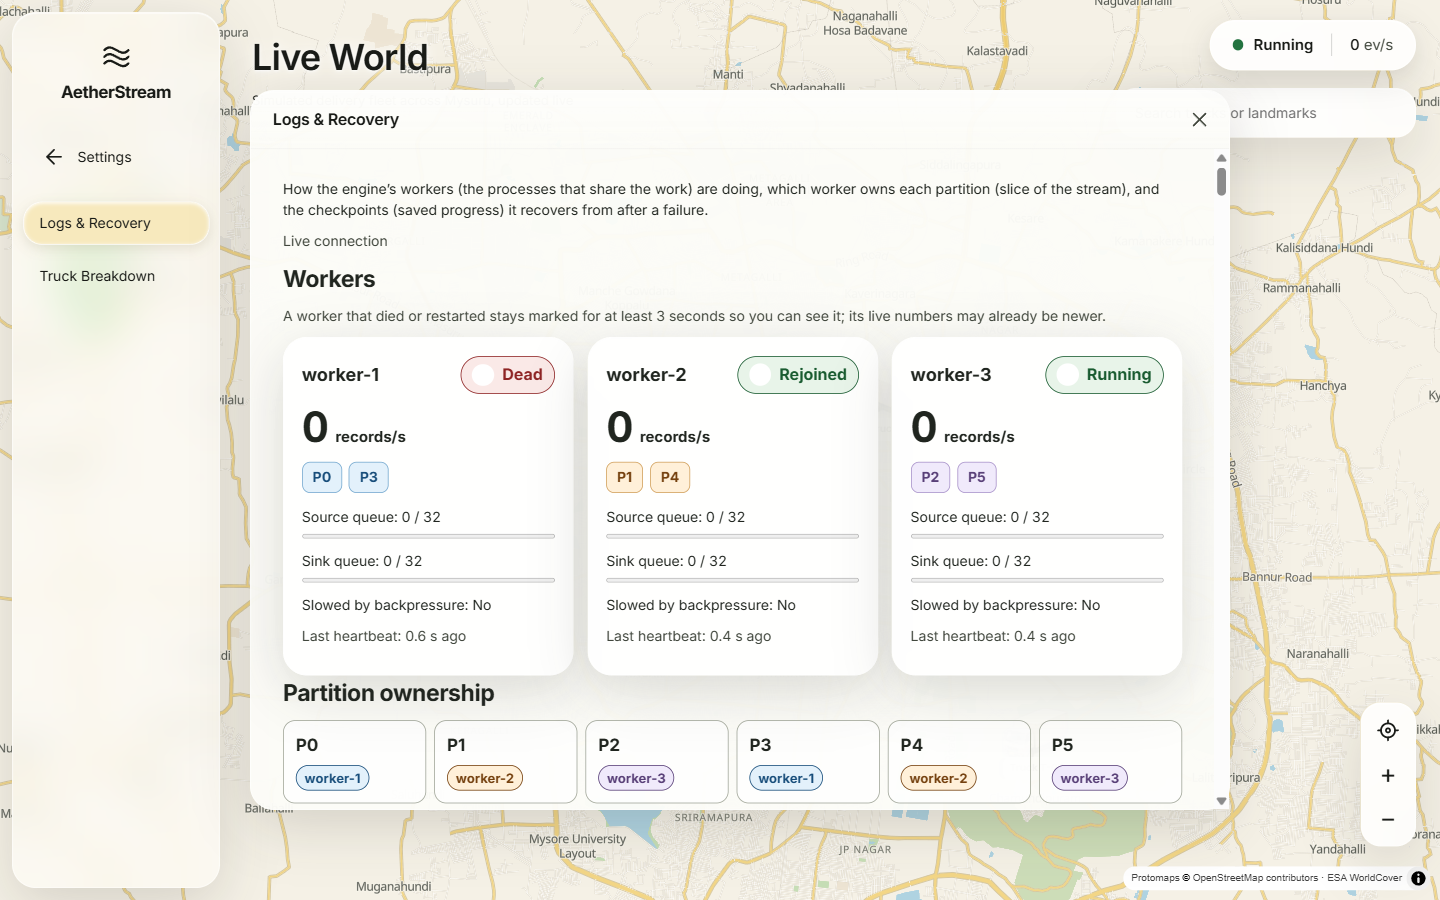 AetherStream
Settings
Logs & Recovery
Truck Breakdown
Live World
Running
0 ev/s
or landmarks
Logs & Recovery
How the engine’s workers (the processes that share the work) are doing, which worker owns each partition (slice of the stream), and
the checkpoints (saved progress) it recovers from after a failure.
Live connection
Workers
A worker that died or restarted stays marked for at least 3 seconds so you can see it; its live numbers may already be newer.
worker-1
Dead
0 records/s
P0
P3
Source queue: 0 / 32
Sink queue: 0 / 32
Slowed by backpressure: No
Last heartbeat: 0.6 s ago
worker-2
Rejoined
0 records/s
P1
P4
Source queue: 0 / 32
Sink queue: 0 / 32
Slowed by backpressure: No
Last heartbeat: 0.4 s ago
worker-3
Running
0 records/s
P2
P5
Source queue: 0 / 32
Sink queue: 0 / 32
Slowed by backpressure: No
Last heartbeat: 0.4 s ago
Partition ownership
P0
worker-1
P1
worker-2
P2
worker-3
P3
worker-1
P4
worker-2
P5
worker-3
Naganahalli
Hosa Badavane
Kalastavadi
Manti
Shyadanahalli
Bastipura
Kalisiddana Hundi
Rammanahalli
Hanchya
Road
Bannur Road
Naranahalli
SRIRAMAPURA
Mysore University
Layout
JP NAGAR
Yandahalli
Muganahundi
Protomaps © OpenStreetMap contributors · ESA WorldCover